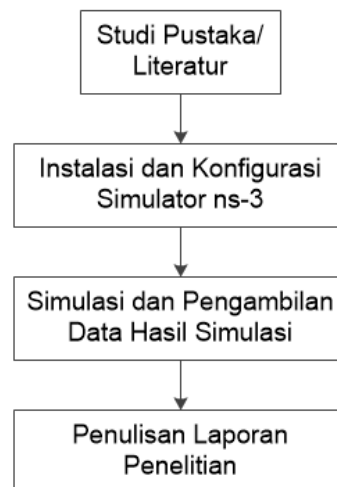 Studi Pustaka/
Literatur
Instalasi dan Konfigurasi
Simulator ns-3
Simulasi dan Pengambilan
Data Hasil Simulasi
Penulisan Laporan
Penelitian